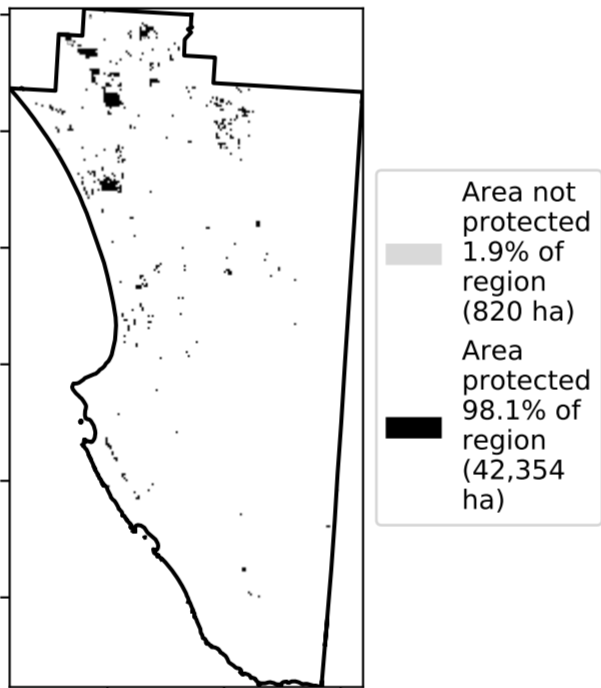 Area not
protected
1.9% of
region
(820 ha)
Area
protected
98.1% of
region
(42,354
ha)